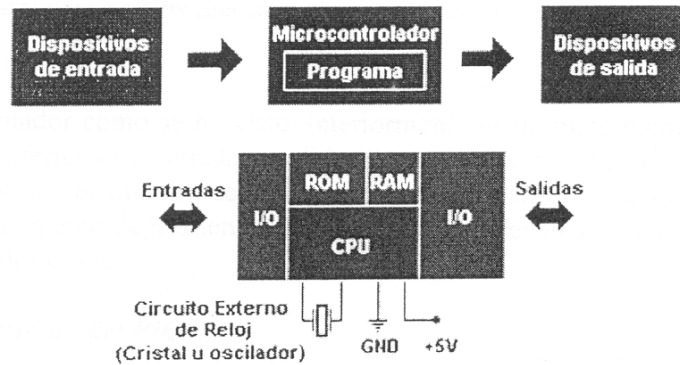 Dispositivos
de entrada
Microcontrolador
Programa
Dispositivos
de salida
Entradas
I/O
ROM
RAM
CPU
I/O
Salidas
Circuito Externo
de Reloj
(Cristal u oscilador)
GND
+5V